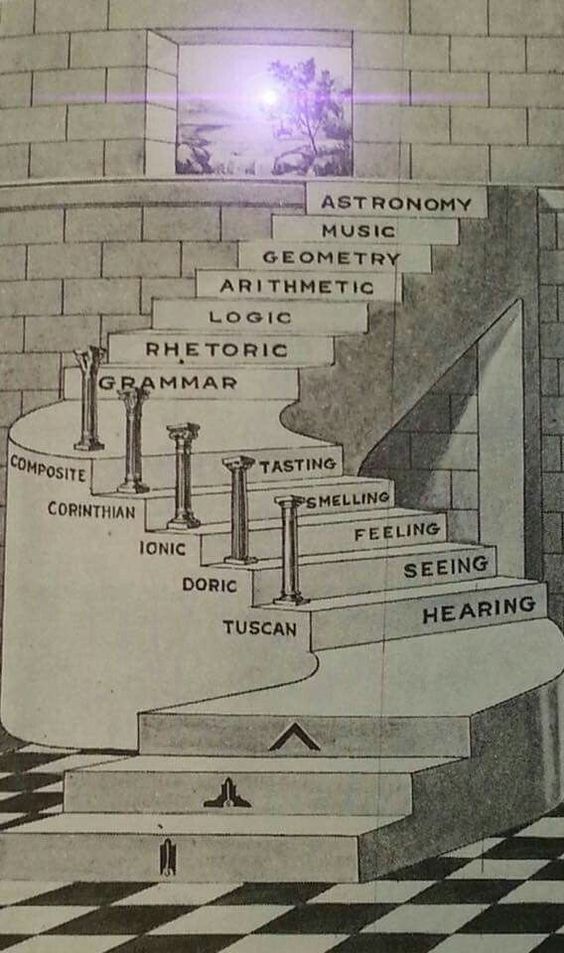 ASTRONOMY
MUSIC
GEOMETRY
ARITHMETIC
LOGIC
RHETORIC
GRAMMAR
COMPOSITE
TASTING
CORINTHIAN
SMELLING
IONIC
FEELING
DORIC
SEEING
TUSCAN
HEARING